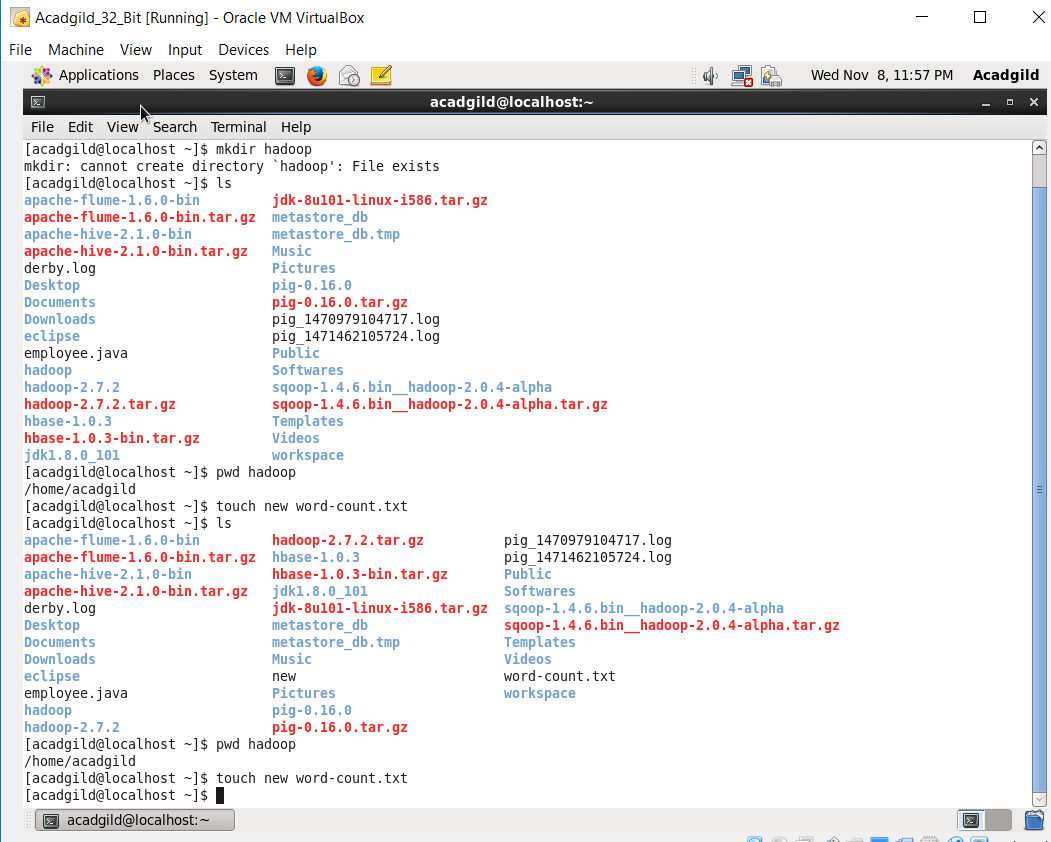 Acadgild_32_Bit [Running] - Oracle VM VirtualBox
File Machine View Input Devices Help
Applications Places System Wed Nov 8, 11:57 PM Acadgild
acadgild@localhost:~
File Edit View Search Terminal Help
[acadgild@localhost ~]$ mkdir hadoop
mkdir: cannot create directory `hadoop': File exists
[acadgild@localhost ~]$ ls
apache-flume-1.6.0-bin jdk-8u101-linux-i586.tar.gz
apache-flume-1.6.0-bin.tar.gz metastore_db
apache-hive-2.1.0-bin metastore_db.tmp
apache-hive-2.1.0-bin.tar.gz Music
derby.log Pictures
Desktop pig-0.16.0
Documents pig-0.16.0.tar.gz
Downloads pig_1470979104717.log
eclipse pig_1471462105724.log
employee.java Public
hadoop Softwares
hadoop-2.7.2 sqoop-1.4.6.bin__hadoop-2.0.4-alpha
hadoop-2.7.2.tar.gz sqoop-1.4.6.bin__hadoop-2.0.4-alpha.tar.gz
hbase-1.0.3 Templates
hbase-1.0.3-bin.tar.gz Videos
jdk1.8.0_101 workspace
[acadgild@localhost ~]$ pwd hadoop
/home/acadgild
[acadgild@localhost ~]$ touch new word-count.txt
[acadgild@localhost ~]$ ls
apache-flume-1.6.0-bin hadoop-2.7.2.tar.gz pig_1470979104717.log
apache-flume-1.6.0-bin.tar.gz hbase-1.0.3 pig_1471462105724.log
apache-hive-2.1.0-bin hbase-1.0.3-bin.tar.gz Public
apache-hive-2.1.0-bin.tar.gz jdk1.8.0_101 Softwares
derby.log jdk-8u101-linux-i586.tar.gz sqoop-1.4.6.bin__hadoop-2.0.4-alpha
Desktop metastore_db sqoop-1.4.6.bin__hadoop-2.0.4-alpha.tar.gz
Documents metastore_db.tmp Templates
Downloads Music Videos
eclipse new word-count.txt
employee.java Pictures workspace
hadoop pig-0.16.0
hadoop-2.7.2 pig-0.16.0.tar.gz
[acadgild@localhost ~]$ pwd hadoop
/home/acadgild
[acadgild@localhost ~]$ touch new word-count.txt
[acadgild@localhost ~]$
acadgild@localhost:~